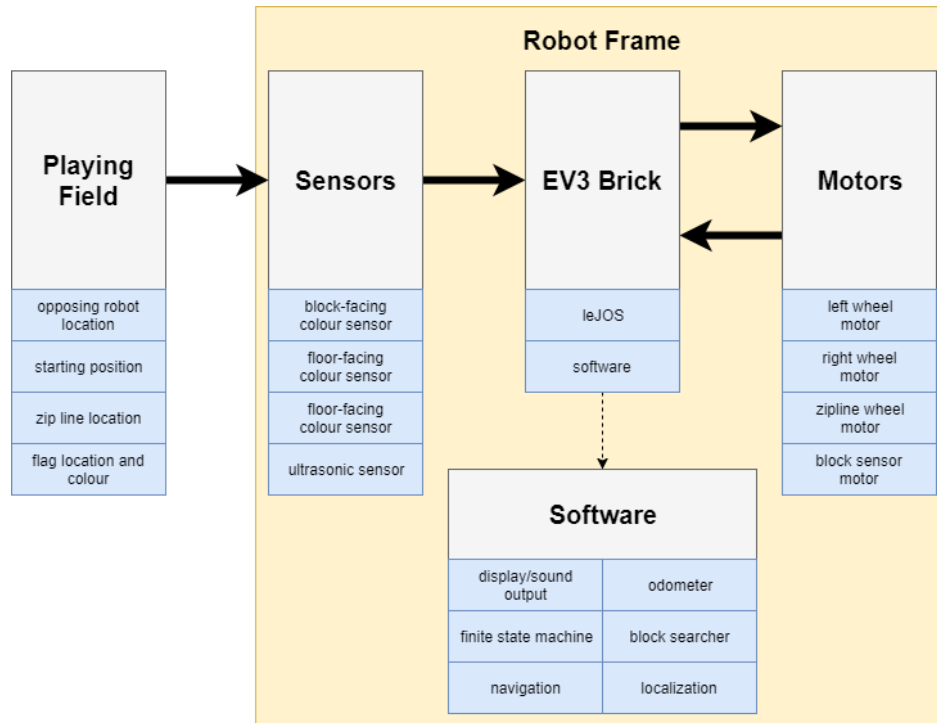 Robot Frame
Playing
Field
opposing robot
location
starting position
zip line location
flag location and
colour
Sensors
block-facing
colour sensor
floor-facing
colour sensor
floor-facing
colour sensor
ultrasonic sensor
EV3 Brick
leJOS
software
Motors
left wheel
motor
right wheel
motor
zipline wheel
motor
block sensor
motor
Software
display/sound
output
odometer
finite state machine
block searcher
navigation
localization